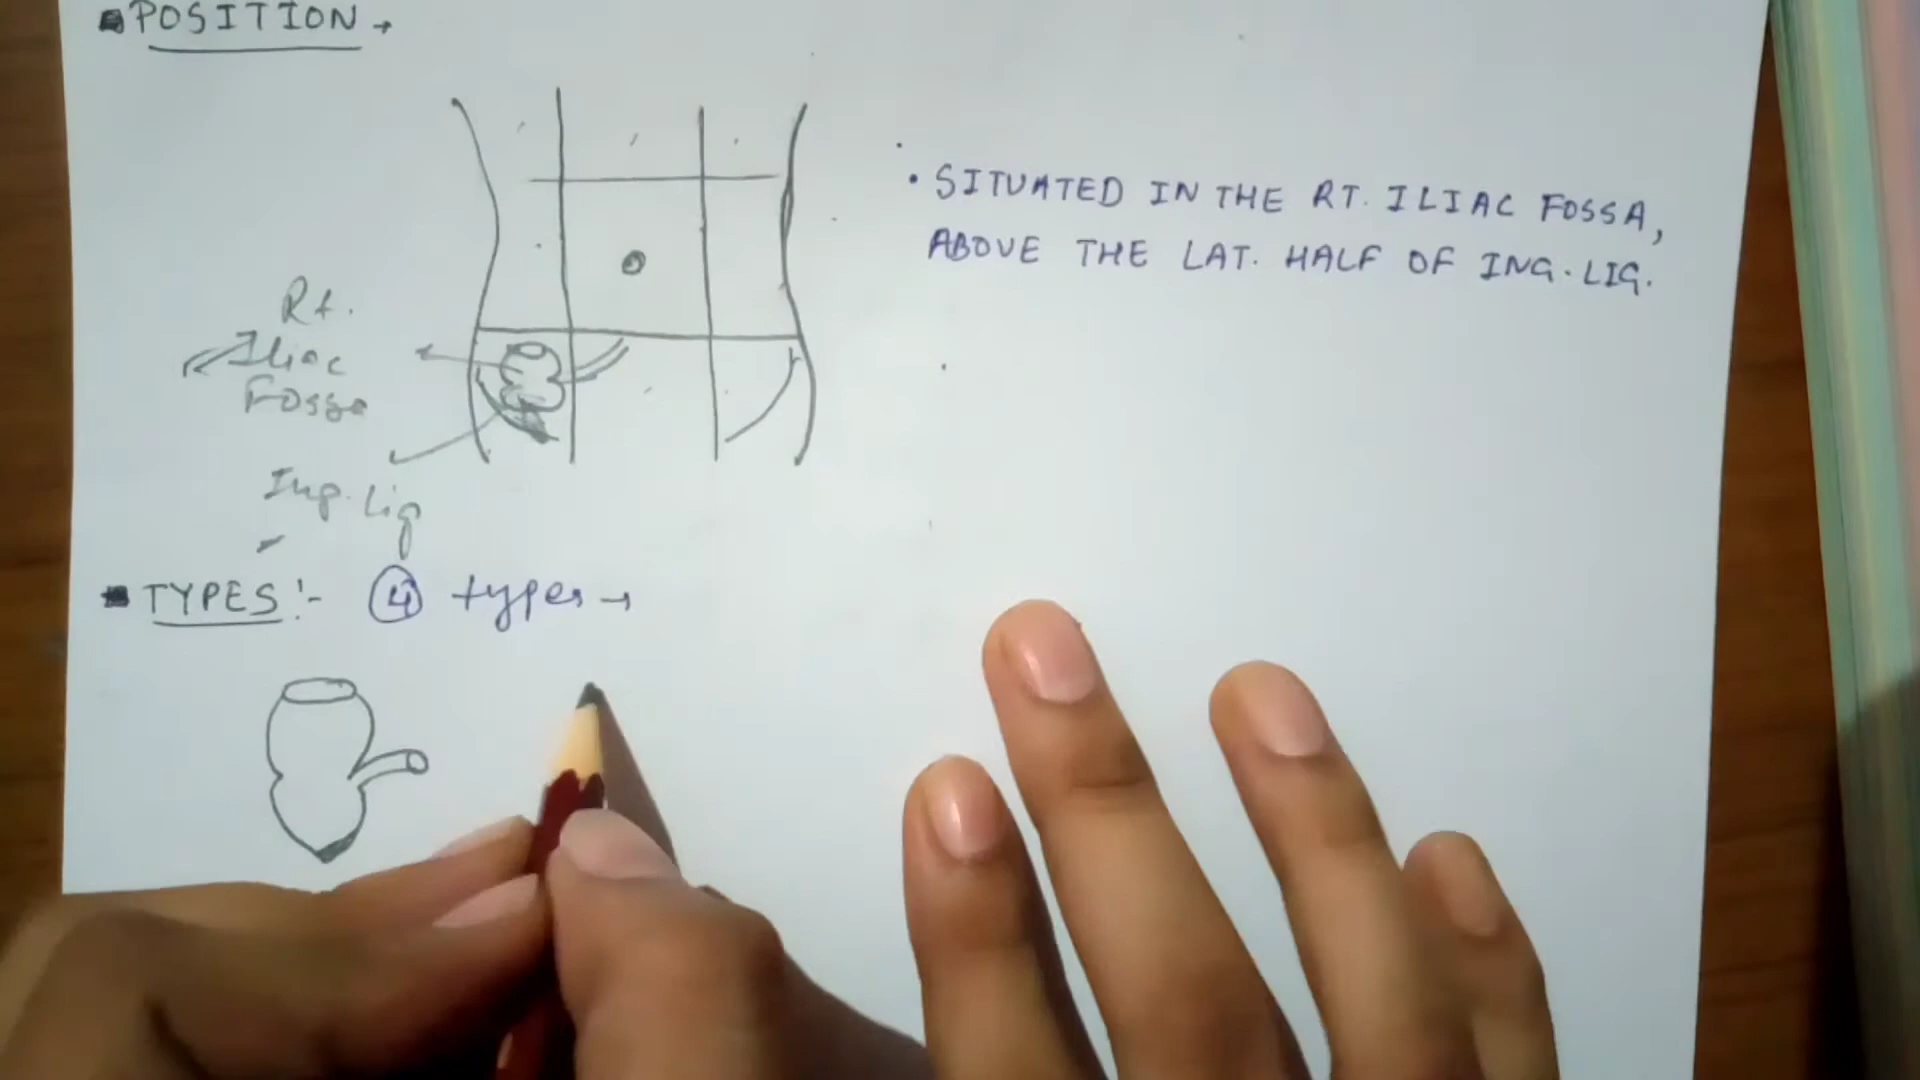 POSITION →
• SITUATED IN THE RT. ILIAC FOSSA,
ABOVE THE LAT. HALF OF ING. LIG.
Rt.
Iliac
Fossa
Ing. Lig
TYPES :- ④ types →